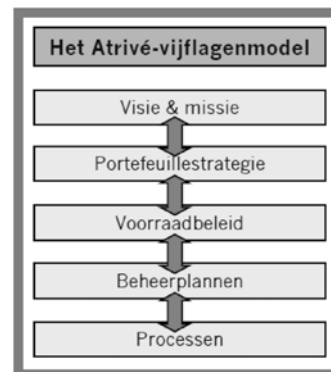 Het Atrivé-vijflagenmodel
Visie & missie
Portefeuillestrategie
Voorraadbeleid
Beheerplannen
Processen